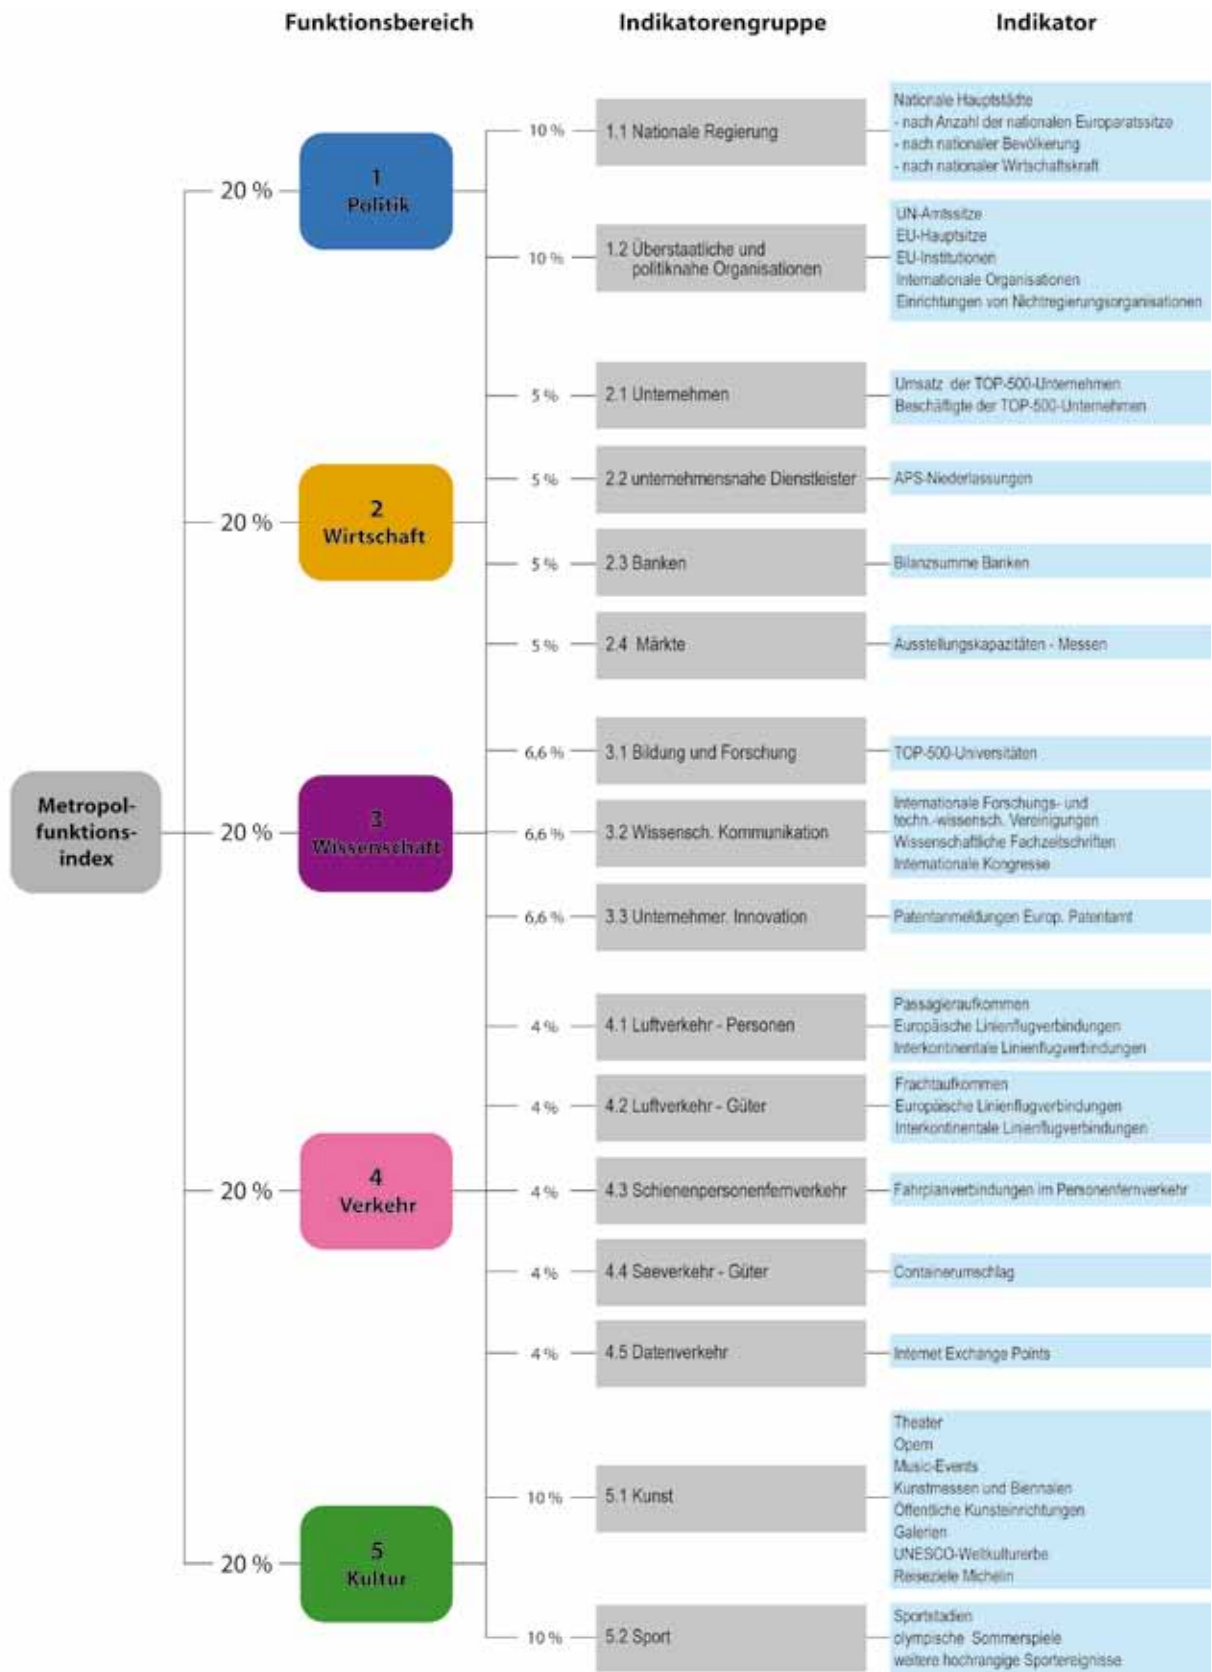 Funktionsbereich Indikatorengruppe Indikator
Metropol-
funktions-
index
20 %
1
Politik
10 %
1.1 Nationale Regierung
Nationale Hauptstädte
- nach Anzahl der nationalen Europaratssitze
- nach nationaler Bevölkerung
- nach nationaler Wirtschaftskraft
10 %
1.2 Überstaatliche und
politiknahe Organisationen
UN-Amtssitze
EU-Hauptsitze
EU-Institutionen
Internationale Organisationen
Einrichtungen von Nichtregierungsorganisationen
20 %
2
Wirtschaft
5 %
2.1 Unternehmen
Umsatz der TOP-500-Unternehmen
Beschäftigte der TOP-500-Unternehmen
5 %
2.2 unternehmensnahe Dienstleister
APS-Niederlassungen
5 %
2.3 Banken
Bilanzsumme Banken
5 %
2.4 Märkte
Ausstellungskapazitäten - Messen
20 %
3
Wissenschaft
6,6 %
3.1 Bildung und Forschung
TOP-500-Universitäten
6,6 %
3.2 Wissensch. Kommunikation
Internationale Forschungs- und
techn.-wissensch. Vereinigungen
Wissenschaftliche Fachzeitschriften
Internationale Kongresse
6,6 %
3.3 Unternehmer. Innovation
Patentanmeldungen Europ. Patentamt
20 %
4
Verkehr
4 %
4.1 Luftverkehr - Personen
Passagieraufkommen
Europäische Linienflugverbindungen
Interkontinentale Linienflugverbindungen
4 %
4.2 Luftverkehr - Güter
Frachtaufkommen
Europäische Linienflugverbindungen
Interkontinentale Linienflugverbindungen
4 %
4.3 Schienenpersonenfernverkehr
Fahrplanverbindungen im Personenfernverkehr
4 %
4.4 Seeverkehr - Güter
Containerumschlag
4 %
4.5 Datenverkehr
Internet Exchange Points
20 %
5
Kultur
10 %
5.1 Kunst
Theater
Opern
Music-Events
Kunstmessen und Biennalen
Öffentliche Kunsteinrichtungen
Galerien
UNESCO-Weltkulturerbe
Reiseziele Michelin
10 %
5.2 Sport
Sportstadien
olympische Sommerspiele
weitere hochrangige Sportereignisse